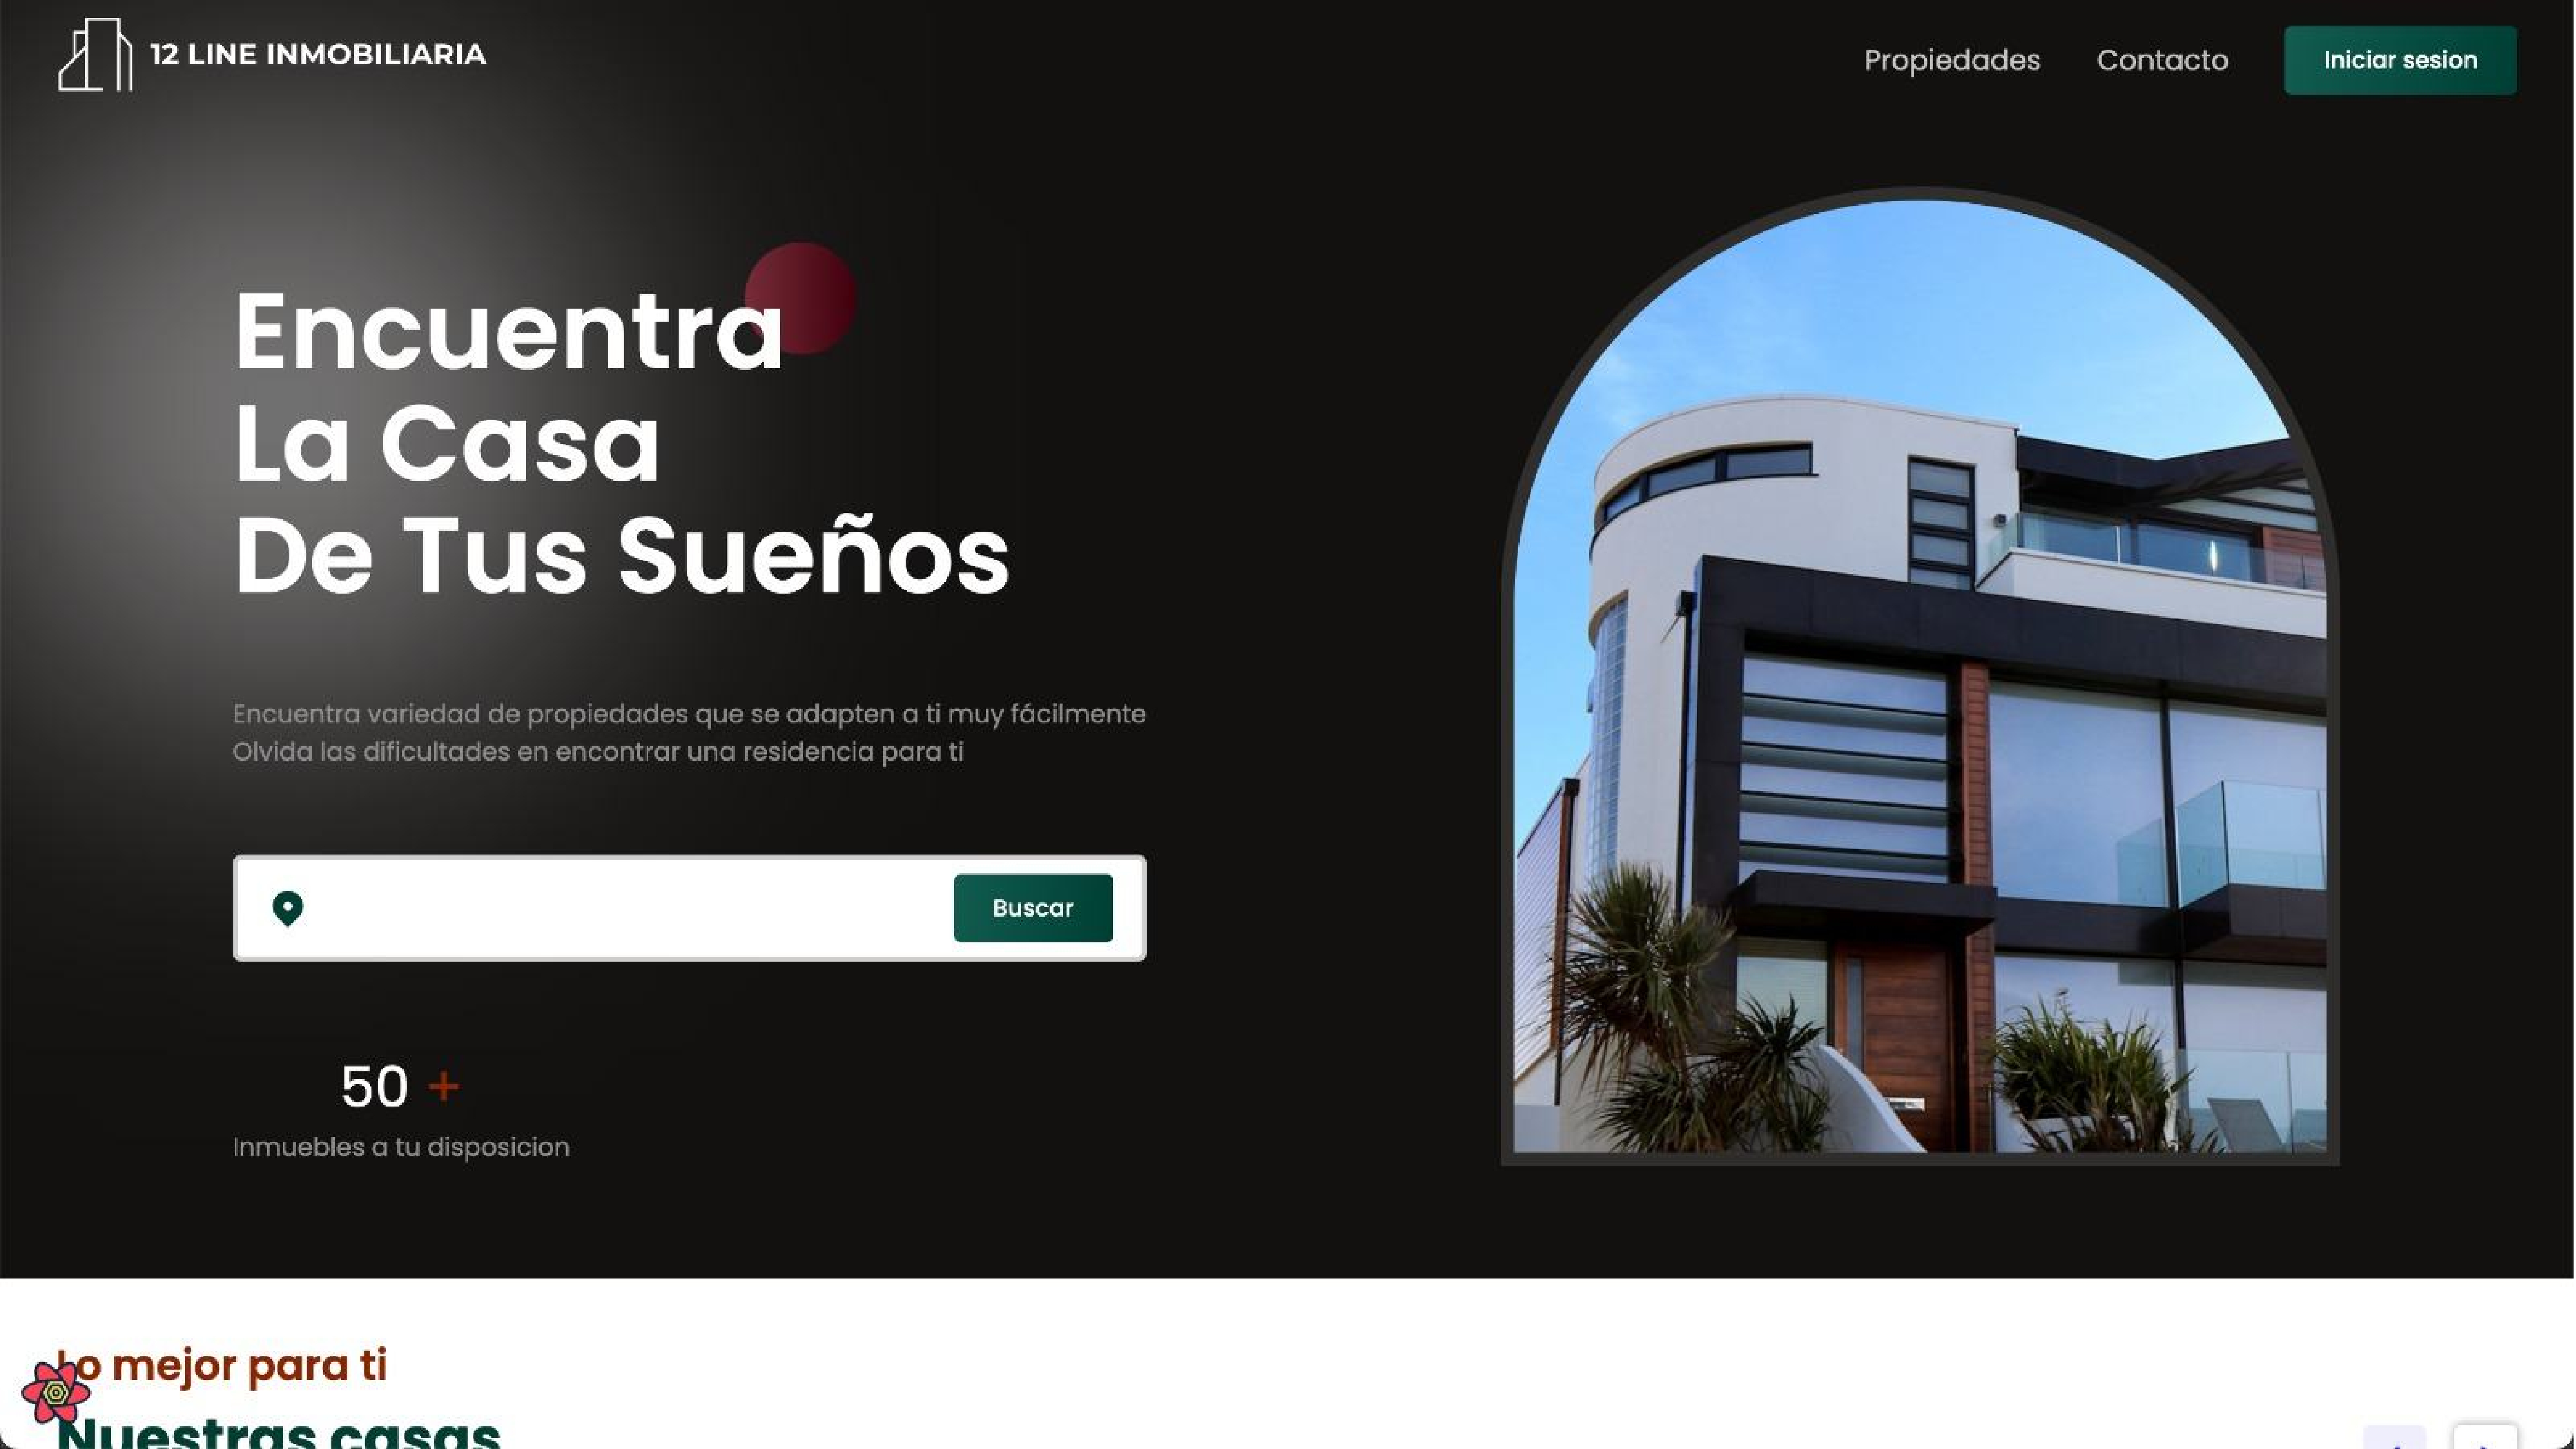 12 LINE INMOBILIARIA
Propiedades
Contacto
Iniciar sesion
Encuentra
La Casa
De Tus Sueños
Encuentra variedad de propiedades que se adapten a ti muy fácilmente
Olvida las dificultades en encontrar una residencia para ti
Buscar
50 +
Inmuebles a tu disposicion
Lo mejor para ti
Nuestras casas